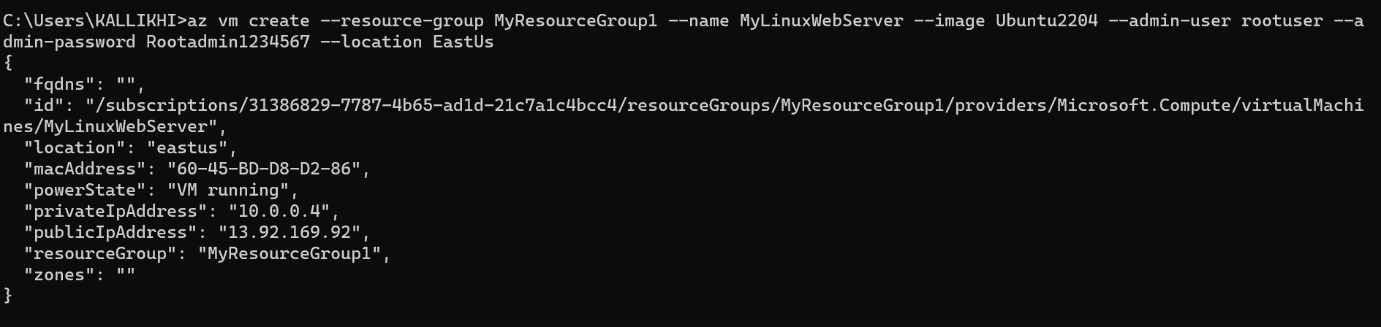 C:\Users\KALLIKHI>az vm create --resource-group MyResourceGroup1 --name MyLinuxWebServer --image Ubuntu2204 --admin-user rootuser --a
dmin-password Rootadmin1234567 --location EastUs
{
  "fqdns": "",
  "id": "/subscriptions/31386829-7787-4b65-ad1d-21c7a1c4bcc4/resourceGroups/MyResourceGroup1/providers/Microsoft.Compute/virtualMachi
nes/MyLinuxWebServer",
  "location": "eastus",
  "macAddress": "60-45-BD-D8-D2-86",
  "powerState": "VM running",
  "privateIpAddress": "10.0.0.4",
  "publicIpAddress": "13.92.169.92",
  "resourceGroup": "MyResourceGroup1",
  "zones": ""
}